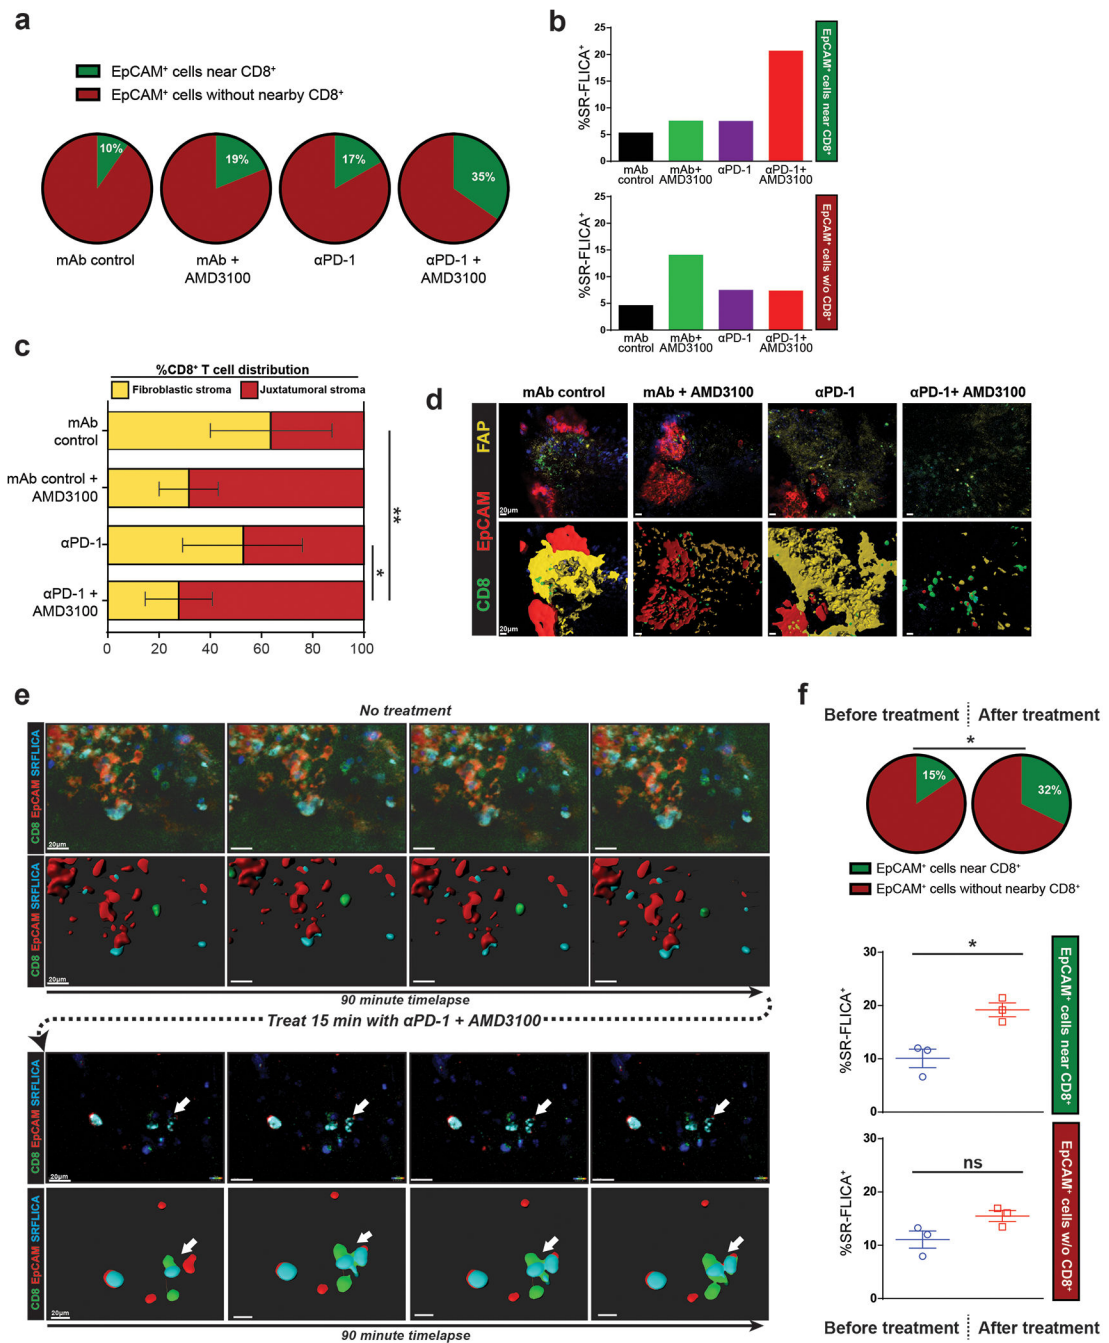 a
EpCAM⁺ cells near CD8⁺
EpCAM⁺ cells without nearby CD8⁺
10%
19%
17%
35%
mAb control
mAb +
AMD3100
αPD-1
αPD-1 +
AMD3100
b
%SR-FLICA⁺
25
20
15
10
5
0
mAb
control
mAb+
AMD3100
αPD-1
αPD-1+
AMD3100
EpCAM⁺ cells near CD8⁺
%SR-FLICA⁺
25
20
15
10
5
0
mAb
control
mAb+
AMD3100
αPD-1
αPD-1+
AMD3100
EpCAM⁺ cells w/o CD8⁺
c
%CD8⁺ T cell distribution
Fibroblastic stroma
Juxtatumoral stroma
mAb
control
mAb control +
AMD3100
αPD-1
αPD-1 +
AMD3100
**
*
0
20
40
60
80
100
d
mAb control
mAb + AMD3100
αPD-1
αPD-1+ AMD3100
CD8 EpCAM FAP
20µm
20µm
e
No treatment
CD8 EpCAM SRFLICA
20µm
CD8 EpCAM SRFLICA
20µm
90 minute timelapse
Treat 15 min with αPD-1 + AMD3100
CD8 EpCAM SRFLICA
20µm
CD8 EpCAM SRFLICA
20µm
90 minute timelapse
f
Before treatment
After treatment
*
15%
32%
EpCAM⁺ cells near CD8⁺
EpCAM⁺ cells without nearby CD8⁺
%SR-FLICA⁺
30
20
10
0
*
EpCAM⁺ cells near CD8⁺
%SR-FLICA⁺
30
20
10
0
ns
EpCAM⁺ cells w/o CD8⁺
Before treatment
After treatment